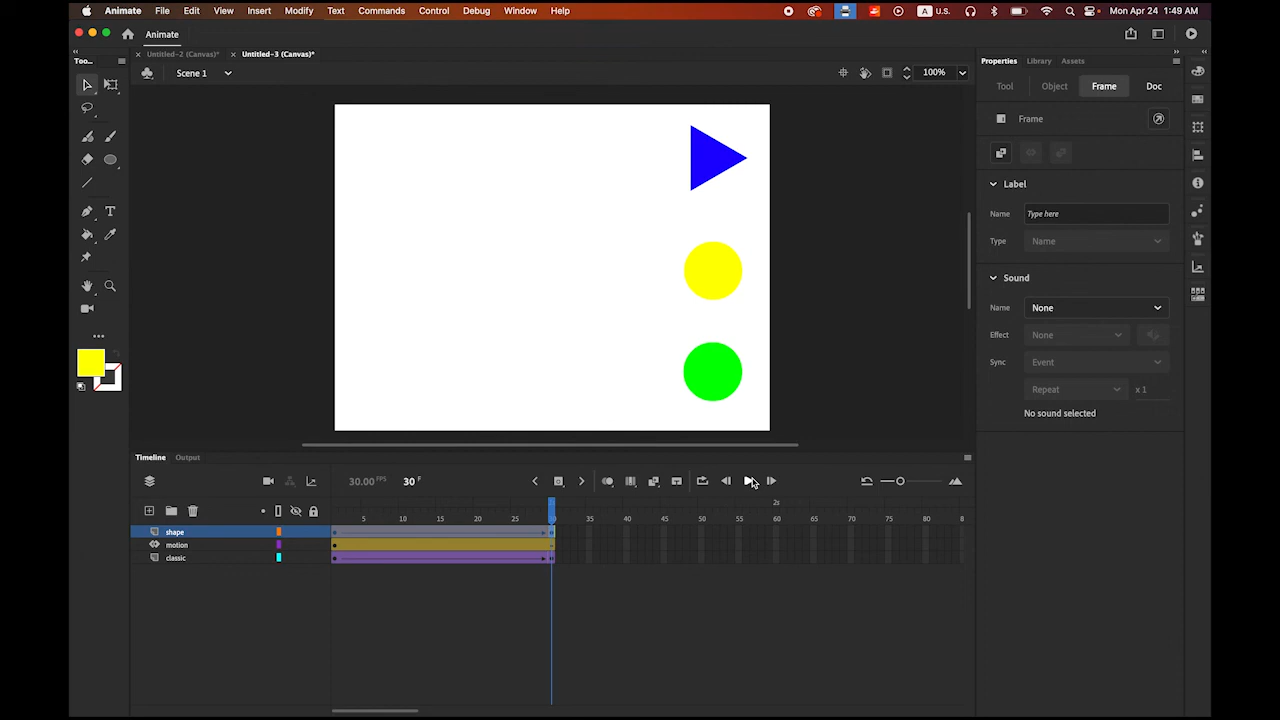 Animate File Edit View Insert Modify Text Commands Control Debug Window Help A U.S. Mon Apr 24 1:49 AM
Animate
Untitled-2 (Canvas)* Untitled-3 (Canvas)*
Too... Properties Library Assets
Scene 1 100%
Tool Object Frame Doc
Frame
Label
Name Type here
Type Name
Sound
Name None
Effect None
Sync Event
Repeat x 1
No sound selected
Timeline Output
30.00 FPS 30 F
2s
5 10 15 20 25 35 40 45 50 55 60 65 70 75 80 8
shape
motion
classic